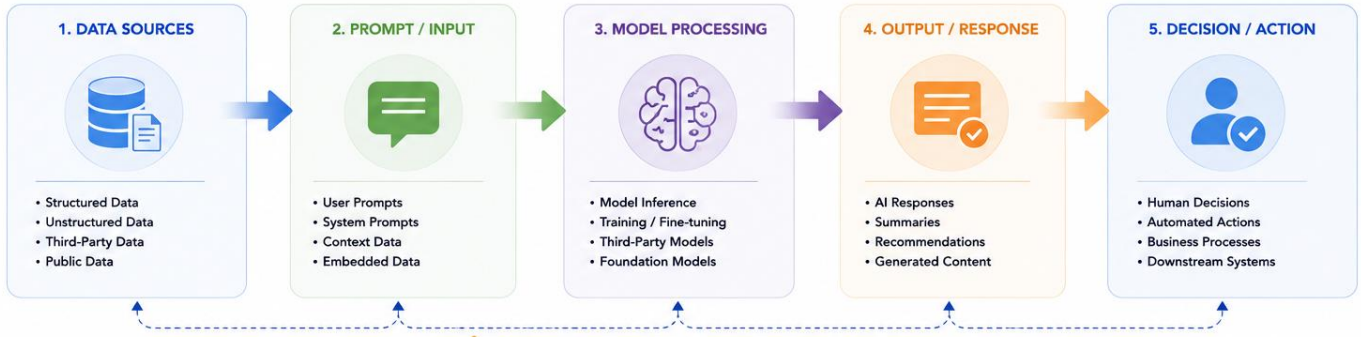 1. DATA SOURCES
• Structured Data
• Unstructured Data
• Third-Party Data
• Public Data
2. PROMPT / INPUT
• User Prompts
• System Prompts
• Context Data
• Embedded Data
3. MODEL PROCESSING
• Model Inference
• Training / Fine-tuning
• Third-Party Models
• Foundation Models
4. OUTPUT / RESPONSE
• AI Responses
• Summaries
• Recommendations
• Generated Content
5. DECISION / ACTION
• Human Decisions
• Automated Actions
• Business Processes
• Downstream Systems